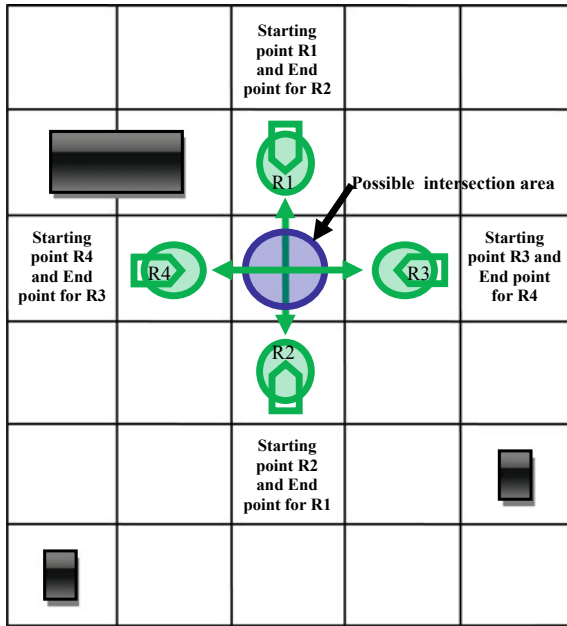 Starting
point R1
and End
point for R2
R1
Possible intersection area
Starting
point R4
and End
point for R3
R4
R3
Starting
point R3 and
End point
for R4
R2
Starting
point R2
and End
point for R1